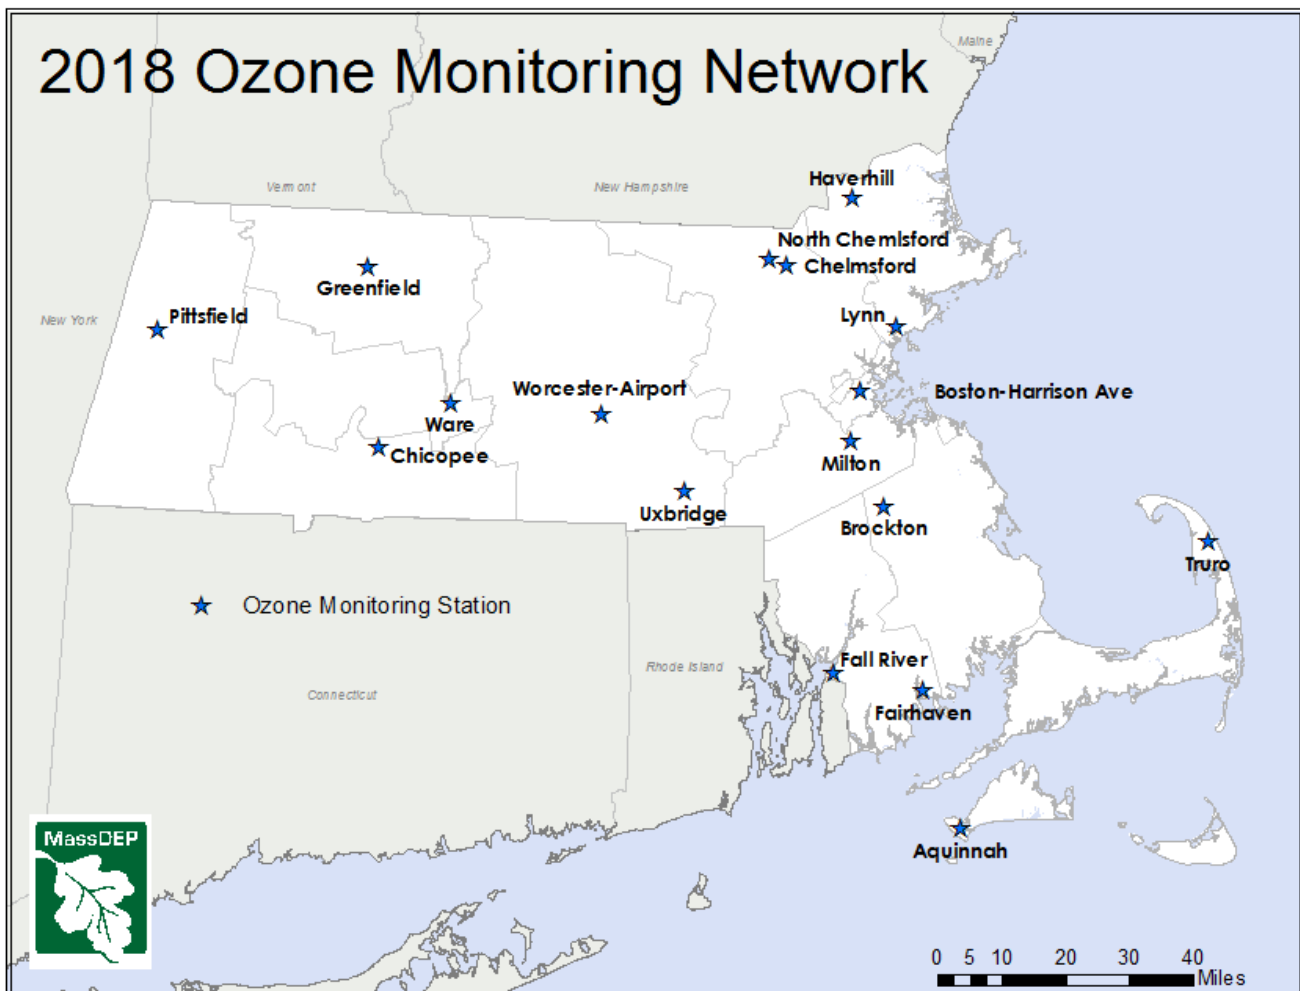 2018 Ozone Monitoring Network
Maine
Vermont
New Hampshire
Haverhill
North Chemlsford
Chelmsford
Greenfield
Pittsfield
New York
Lynn
Worcester-Airport
Boston-Harrison Ave
Ware
Chicopee
Milton
Uxbridge
Brockton
Truro
Ozone Monitoring Station
Fall River
Rhode Island
Connecticut
Fairhaven
MassDEP
Aquinnah
0 5 10 20 30 40
Miles